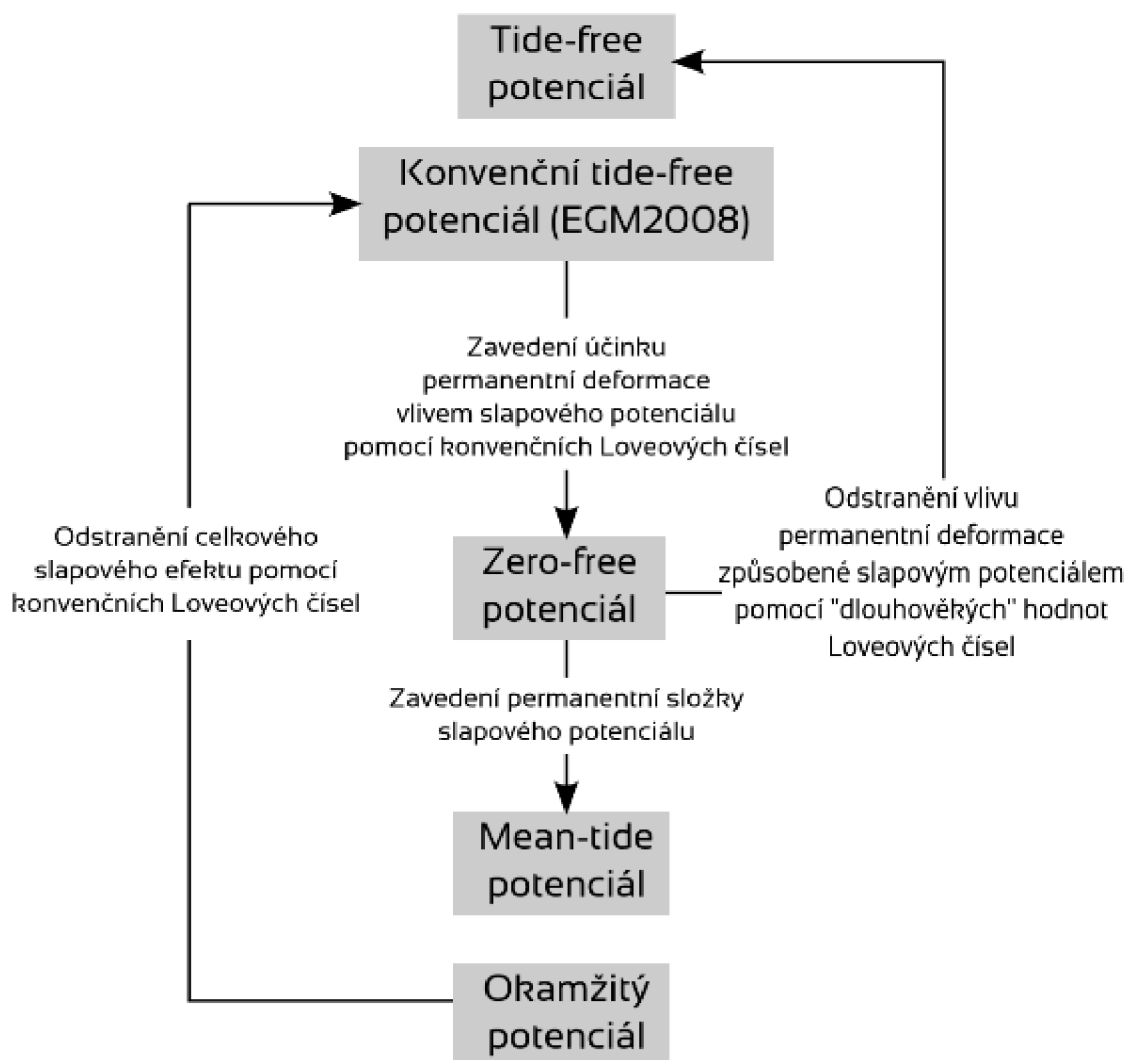 Tide-free
potenciál
Konvenční tide-free
potenciál (EGM2008)
Zavedení účinku
permanentní deformace
vlivem slapového potenciálu
pomocí konvenčních Loveových čísel
Odstranění celkového
slapového efektu pomocí
konvenčních Loveových čísel
Odstranění vlivu
permanentní deformace
způsobené slapovým potenciálem
pomocí "dlouhověkých" hodnot
Loveových čísel
Zero-free
potenciál
Zavedení permanentní složky
slapového potenciálu
Mean-tide
potenciál
Okamžitý
potenciál